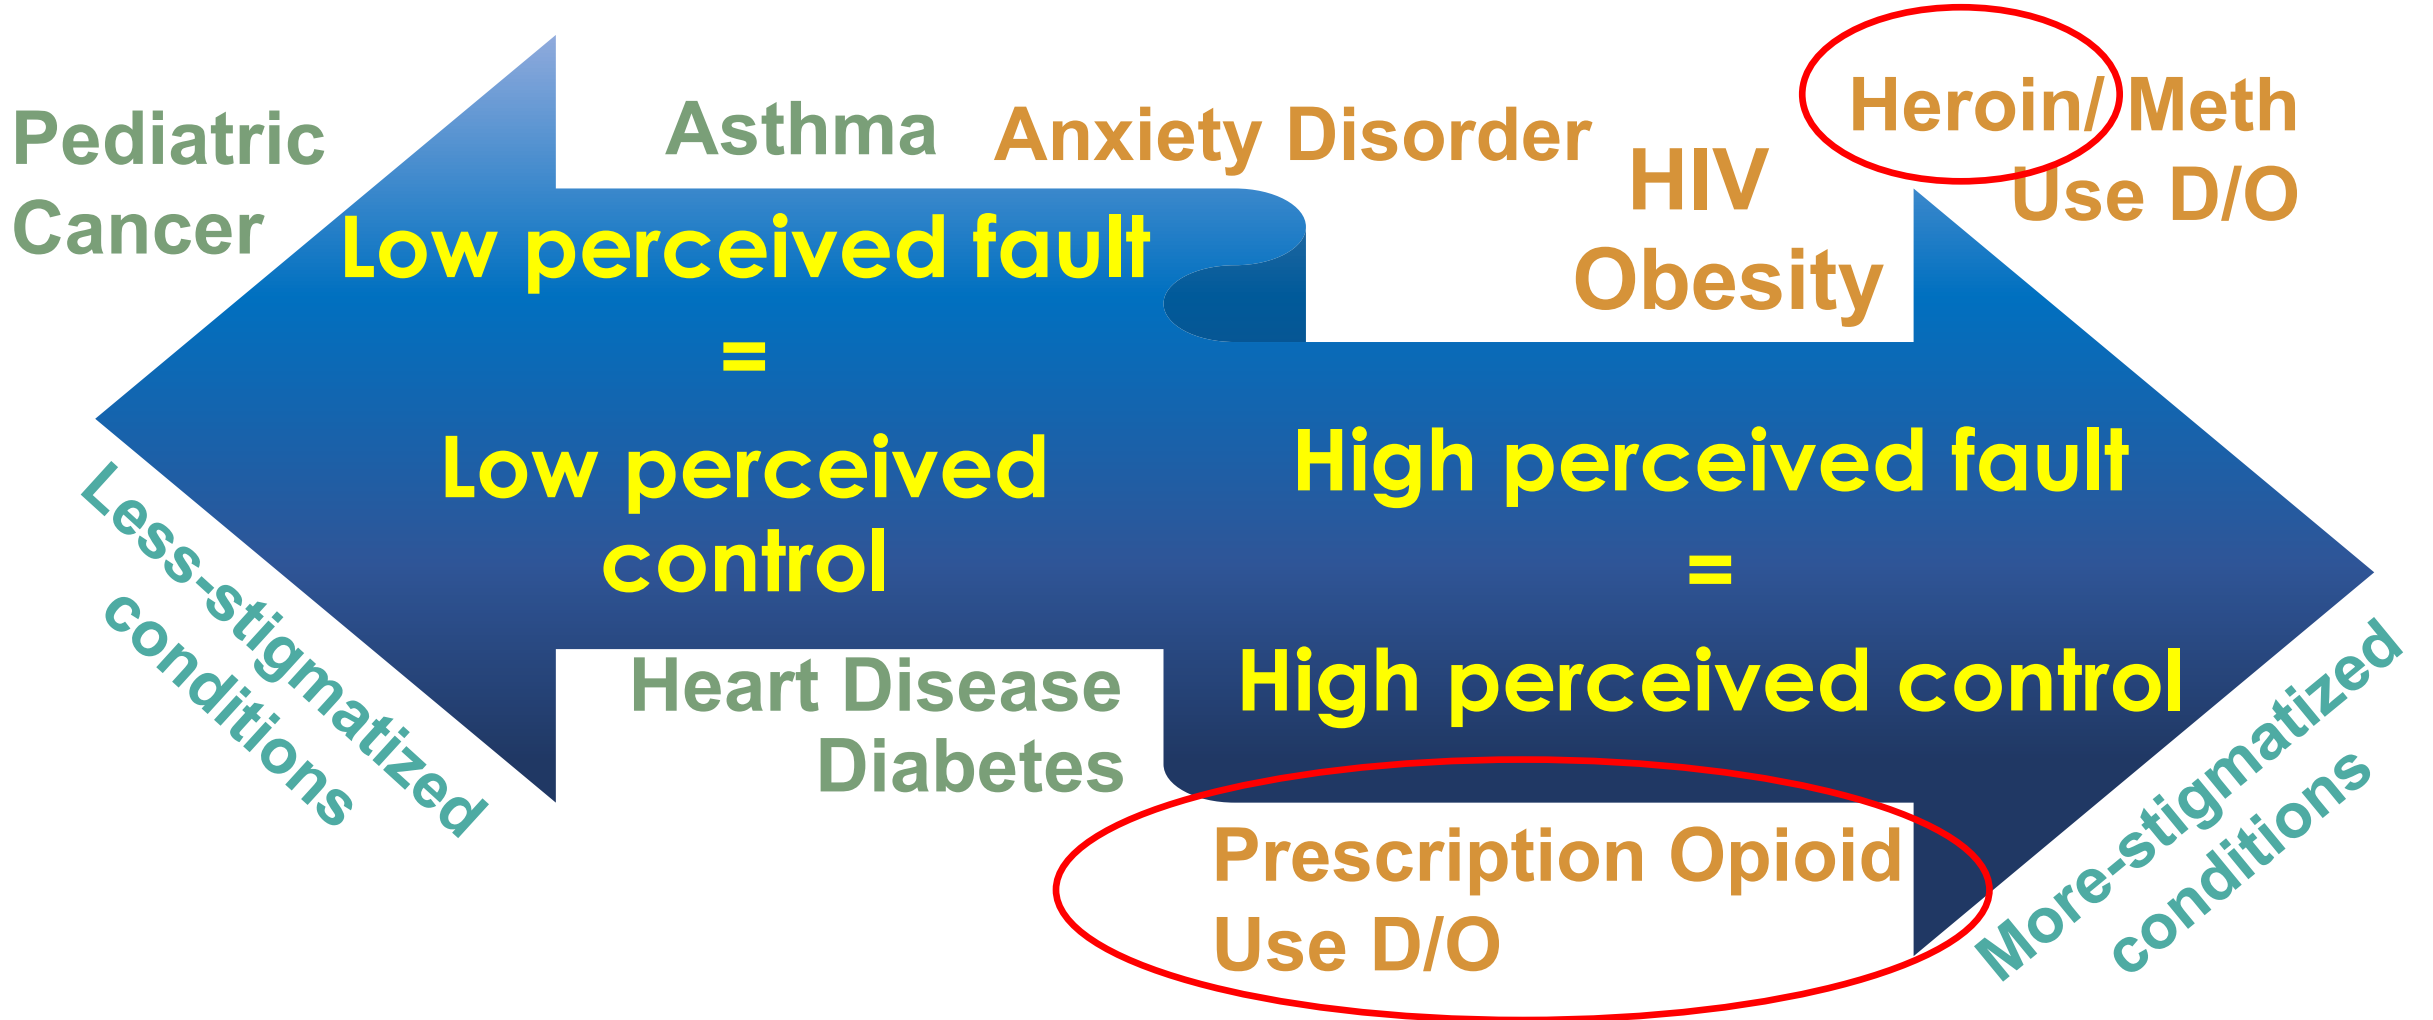 Pediatric
Cancer
Asthma
Anxiety Disorder
HIV
Obesity
Heroin/ Meth
Use D/O
Low perceived fault
=
Low perceived
control
High perceived fault
=
High perceived control
Less-stigmatized
conditions
Heart Disease
Diabetes
Prescription Opioid
Use D/O
More-stigmatized
conditions